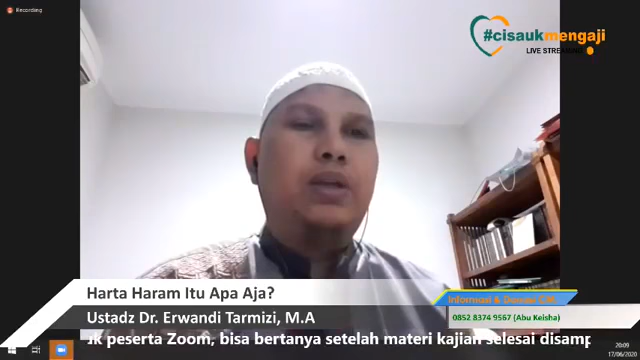 Recording
#cisaukmengaji
LIVE STREAMING
Harta Haram Itu Apa Aja?
Informasi & Donasi Z.M.
Ustadz Dr. Erwandi Tarmizi, M.A
0852 8374 9567 (Abu Keisha)
peserta Zoom, bisa bertanya setelah materi kajian selesai disamp
20:09
17/06/2020